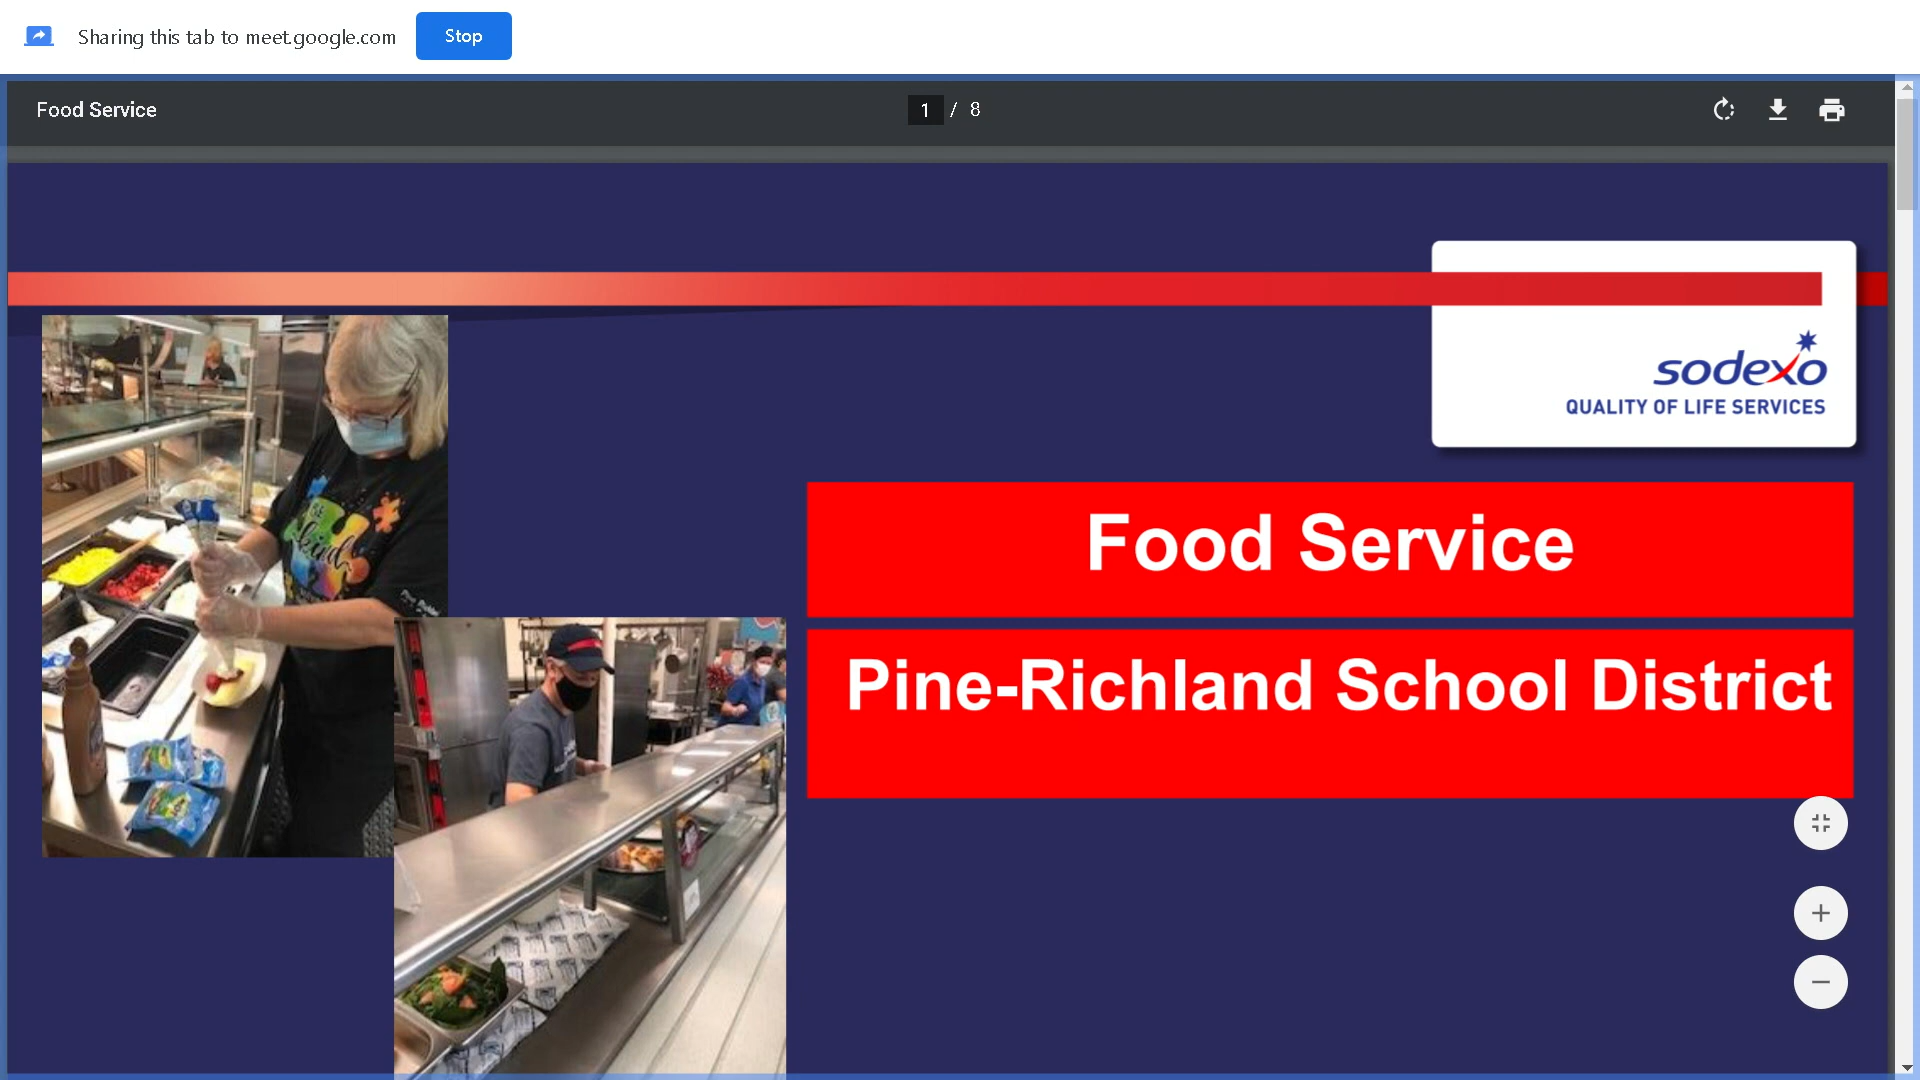 Sharing this tab to meet.google.com
Stop
Food Service
1 / 8
sodexo
QUALITY OF LIFE SERVICES
Food Service
Pine-Richland School District
kind